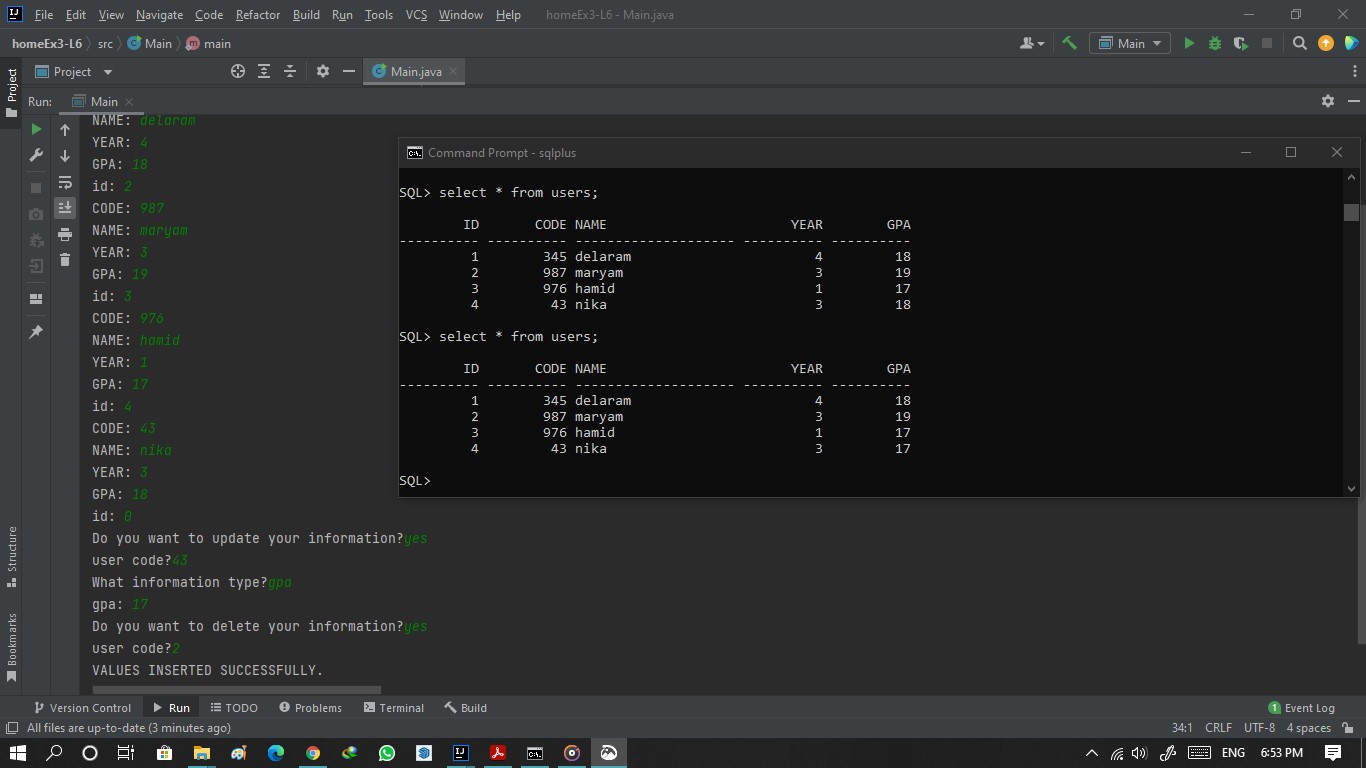 File Edit View Navigate Code Refactor Build Run Tools VCS Window Help homeEx3-L6 - Main.java
homeEx3-L6 src Main main
Main
Project
Main.java
Project
Run: Main
NAME: delaram
YEAR: 4
GPA: 18
id: 2
CODE: 987
NAME: maryam
YEAR: 3
GPA: 19
id: 3
CODE: 976
NAME: hamid
YEAR: 1
GPA: 17
id: 4
CODE: 43
NAME: nika
YEAR: 3
GPA: 18
id: 0
Do you want to update your information?yes
user code?43
What information type?gpa
gpa: 17
Do you want to delete your information?yes
user code?2
VALUES INSERTED SUCCESSFULLY.
Command Prompt - sqlplus
SQL> select * from users;
ID CODE NAME YEAR GPA
---------- ---------- -------------------- ---------- ----------
1 345 delaram 4 18
2 987 maryam 3 19
3 976 hamid 1 17
4 43 nika 3 18
SQL> select * from users;
ID CODE NAME YEAR GPA
---------- ---------- -------------------- ---------- ----------
1 345 delaram 4 18
2 987 maryam 3 19
3 976 hamid 1 17
4 43 nika 3 17
SQL>
Structure
Bookmarks
Version Control Run TODO Problems Terminal Build 1 Event Log
All files are up-to-date (3 minutes ago) 34:1 CRLF UTF-8 4 spaces
ENG 6:53 PM